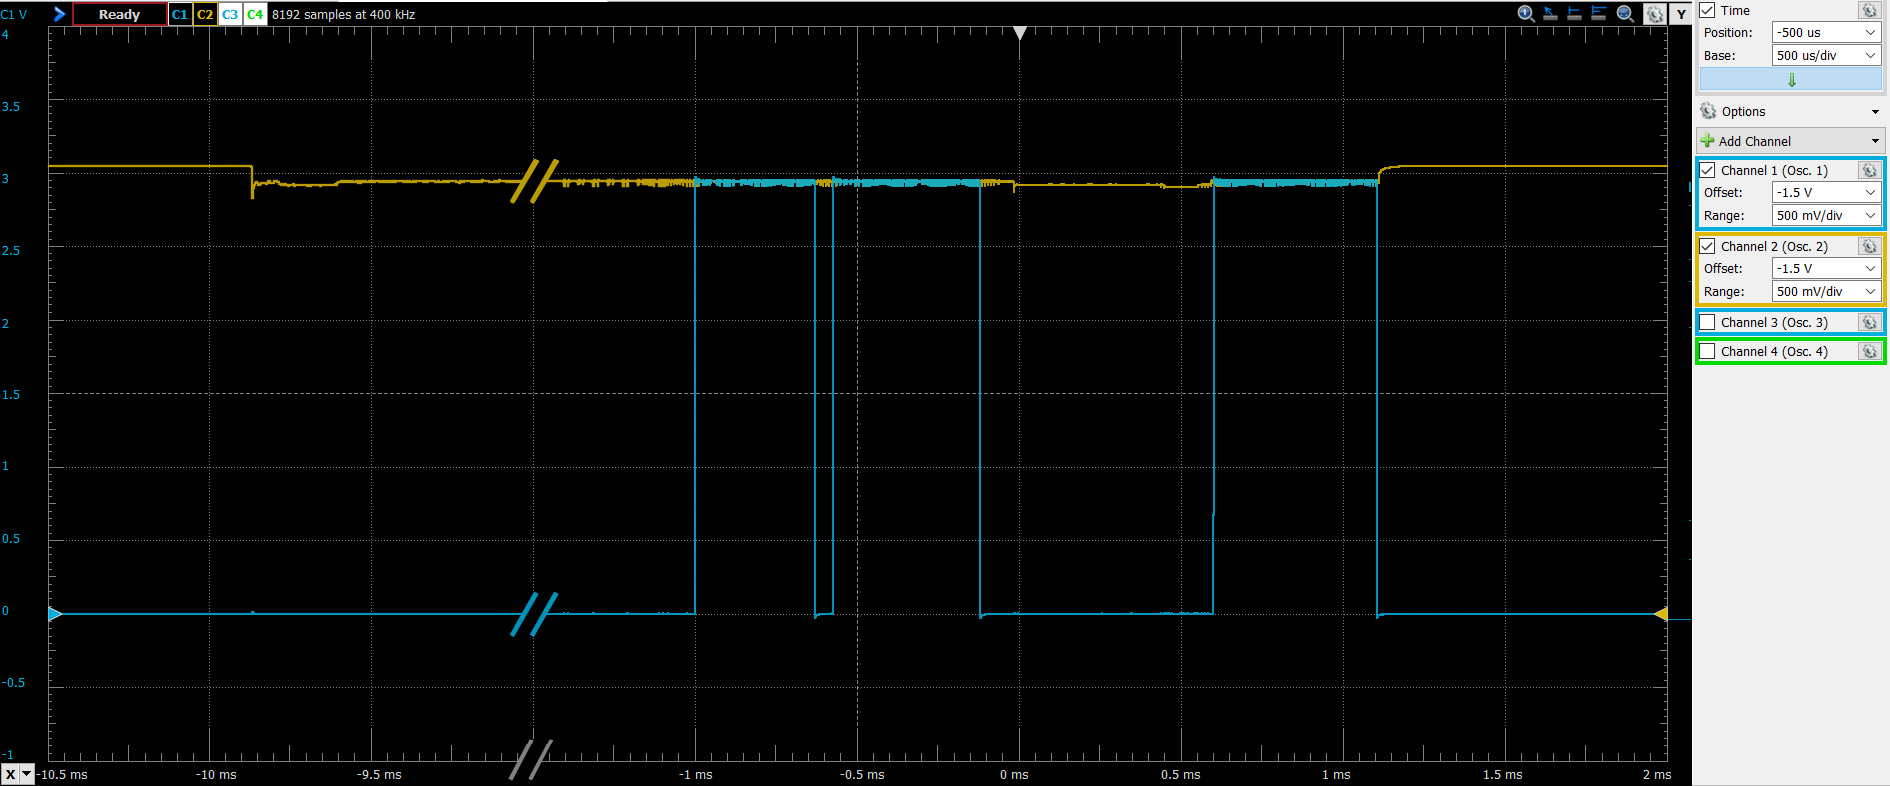 C1 V Ready C1 C2 C3 C4 8192 samples at 400 kHz Y
4
3.5
3
2.5
2
1.5
1
0.5
0
-0.5
-1
X -10.5 ms -10 ms -9.5 ms -1 ms -0.5 ms 0 ms 0.5 ms 1 ms 1.5 ms 2 ms
Time
Position: -500 us
Base: 500 us/div
Options
Add Channel
Channel 1 (Osc. 1)
Offset: -1.5 V
Range: 500 mV/div
Channel 2 (Osc. 2)
Offset: -1.5 V
Range: 500 mV/div
Channel 3 (Osc. 3)
Channel 4 (Osc. 4)